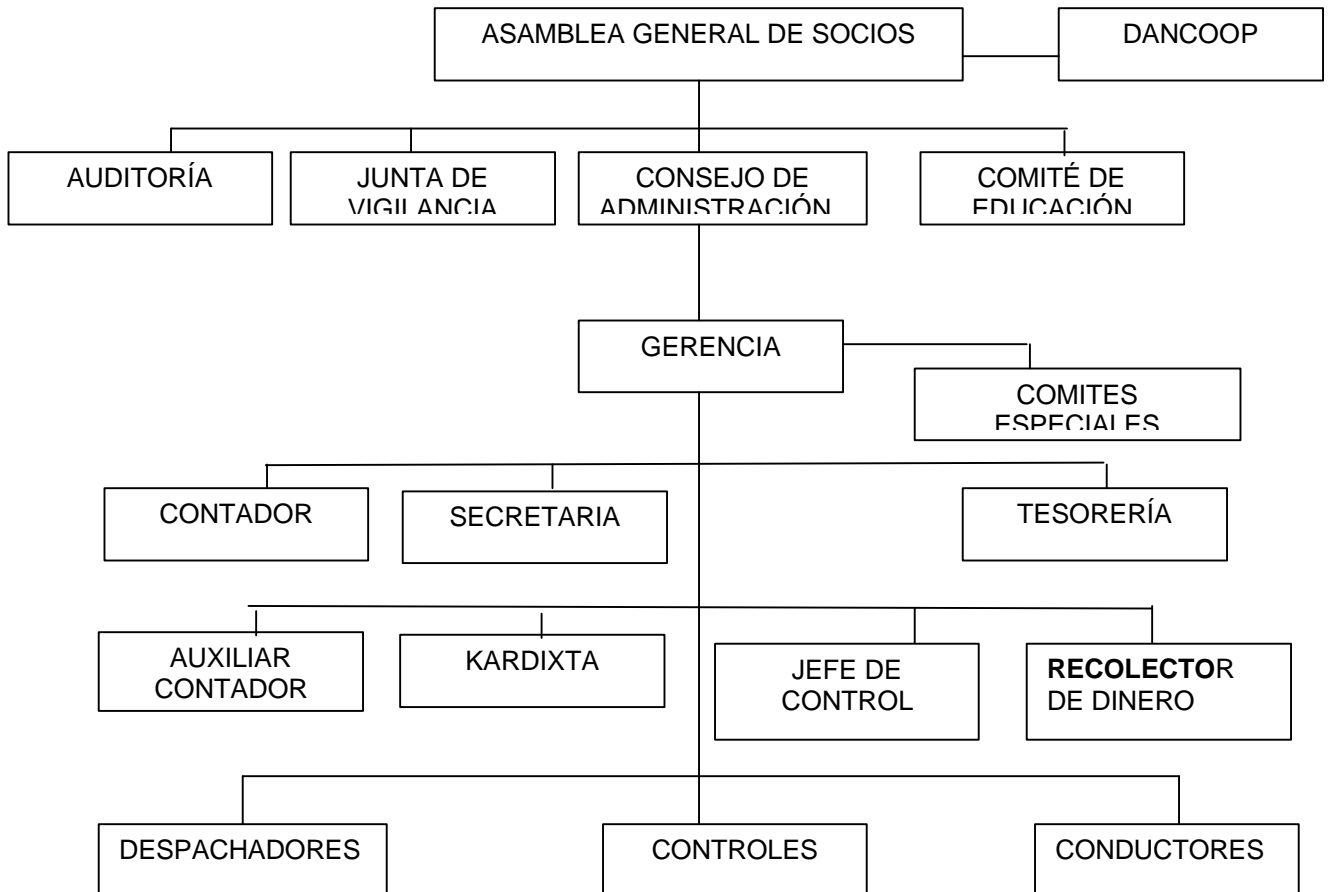 ASAMBLEA GENERAL DE SOCIOS
DANCOOP
AUDITORÍA
JUNTA DE
VIGILANCIA
CONSEJO DE
ADMINISTRACIÓN
COMITÉ DE
EDUCACIÓN
GERENCIA
COMITES
ESPECIALES
CONTADOR
SECRETARIA
TESORERÍA
AUXILIAR
CONTADOR
KARDIXTA
JEFE DE
CONTROL
RECOLECTOR
DE DINERO
DESPACHADORES
CONTROLES
CONDUCTORES